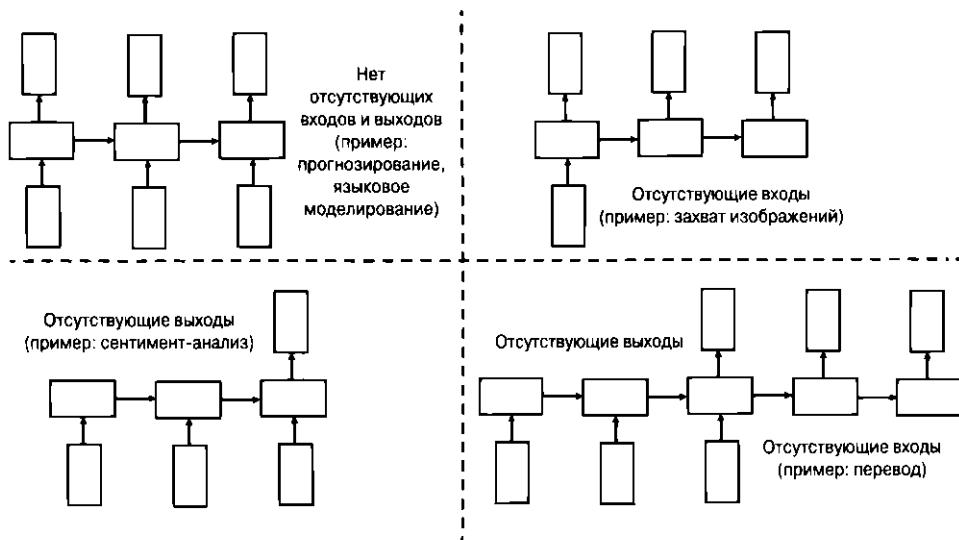 Нет
отсутствующих
входов и выходов
(пример:
прогнозирование,
языковое
моделирование)
Отсутствующие входы
(пример: захват изображений)
Отсутствующие выходы
(пример: сентимент-анализ)
Отсутствующие выходы
Отсутствующие входы
(пример: перевод)